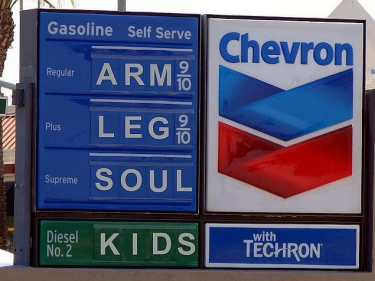 Gasoline Self Serve
Regular ARM 9/10
Plus LEG 9/10
Supreme SOUL
Diesel No. 2 KIDS
Chevron
with
TECHRON